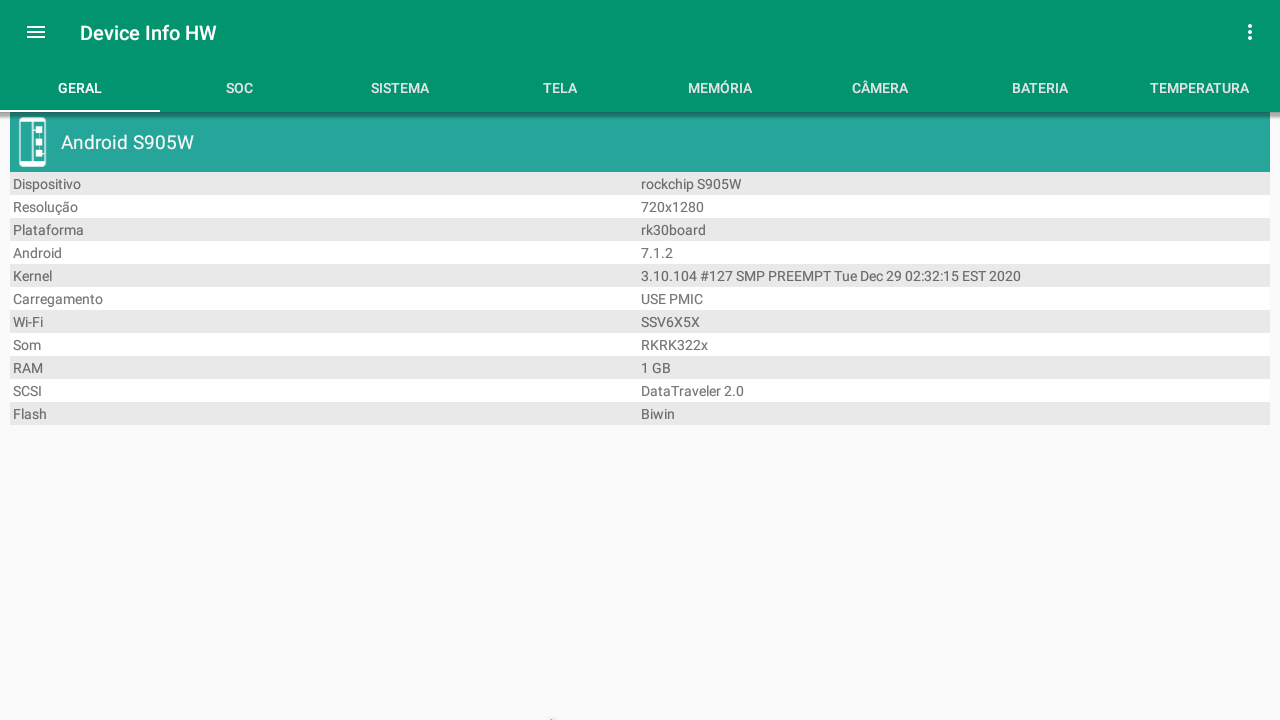 Device Info HW
GERAL SOC SISTEMA TELA MEMÓRIA CÂMERA BATERIA TEMPERATURA
Android S905W
Dispositivo rockchip S905W
Resolução 720x1280
Plataforma rk30board
Android 7.1.2
Kernel 3.10.104 #127 SMP PREEMPT Tue Dec 29 02:32:15 EST 2020
Carregamento USE PMIC
Wi-Fi SSV6X5X
Som RKRK322x
RAM 1 GB
SCSI DataTraveler 2.0
Flash Biwin